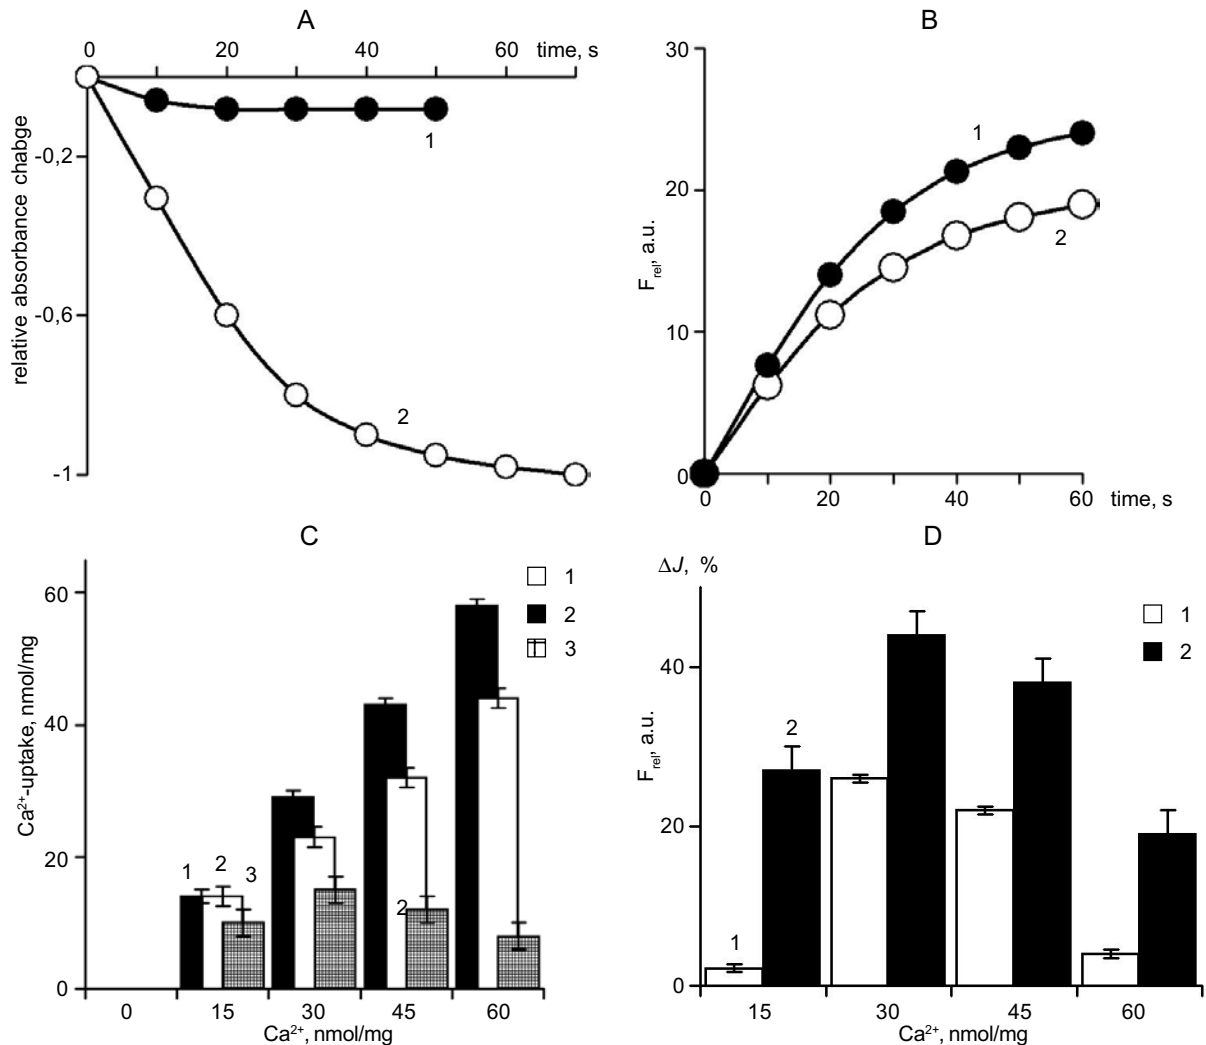 A
0 20 40 60 time, s
relative absorbance chabge
-0,2
-0,6
-1
1
2
B
F rel, a.u.
30
20
10
0
1
2
0 20 40 60 time, s
C
Ca²⁺-uptake, nmol/mg
60
40
20
0
1
2
3
1 2 3
2
0 15 30 45 60
Ca²⁺, nmol/mg
D
ΔJ, %
F rel, a.u.
40
20
0
1
2
2
1
15 30 45 60
Ca²⁺, nmol/mg